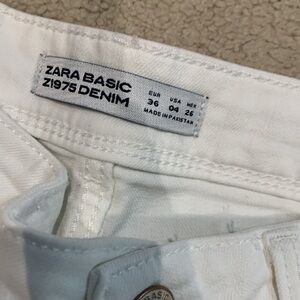 ZARA BASIC
Z1975 DENIM
EUR USA MEX
36 04 26
MADE IN PAKISTAN